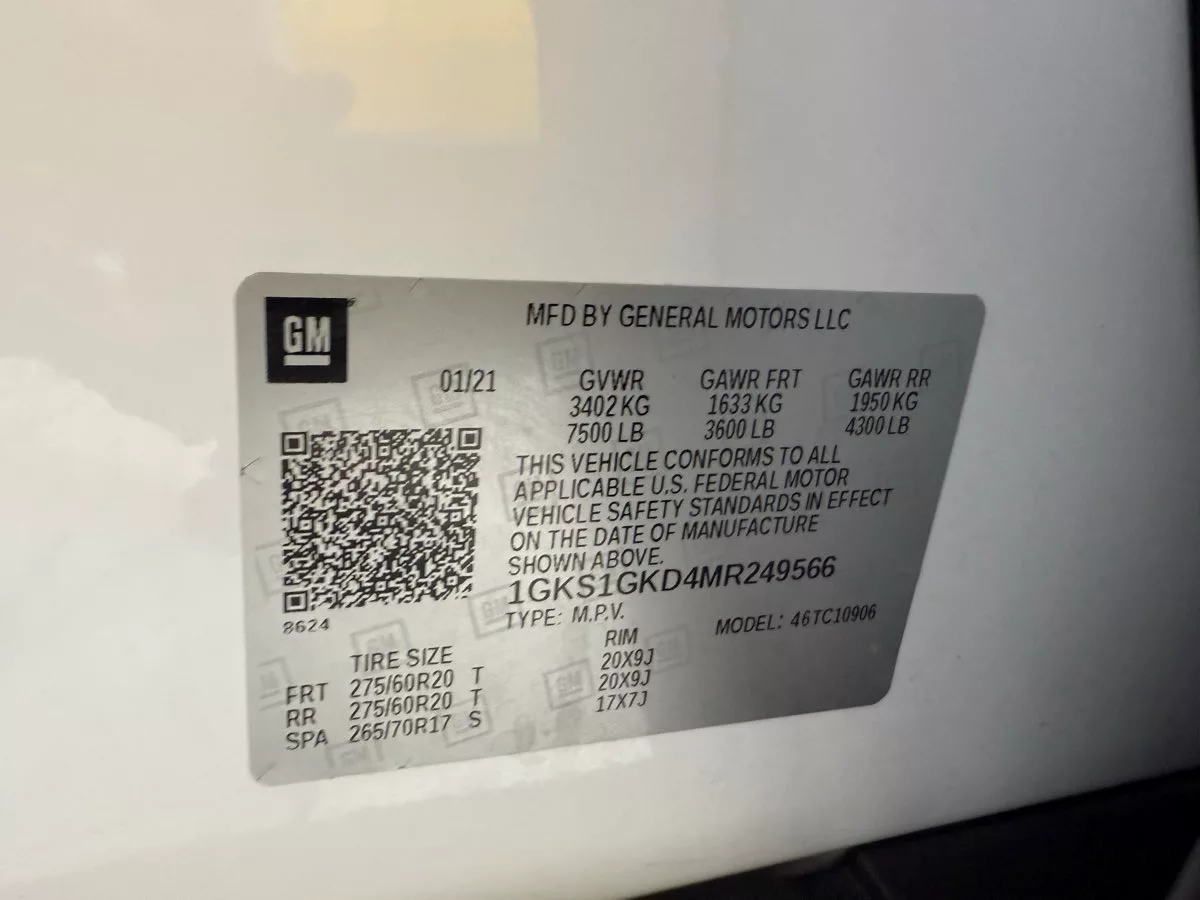 GM
MFD BY GENERAL MOTORS LLC
01/21 GVWR GAWR FRT GAWR RR
3402 KG 1633 KG 1950 KG
7500 LB 3600 LB 4300 LB
THIS VEHICLE CONFORMS TO ALL
APPLICABLE U.S. FEDERAL MOTOR
VEHICLE SAFETY STANDARDS IN EFFECT
ON THE DATE OF MANUFACTURE
SHOWN ABOVE.
1GKS1GKD4MR249566
8624
TYPE: M.P.V. MODEL: 46TC10906
TIRE SIZE RIM
FRT 275/60R20 T 20X9J
RR 275/60R20 T 20X9J
SPA 265/70R17 S 17X7J